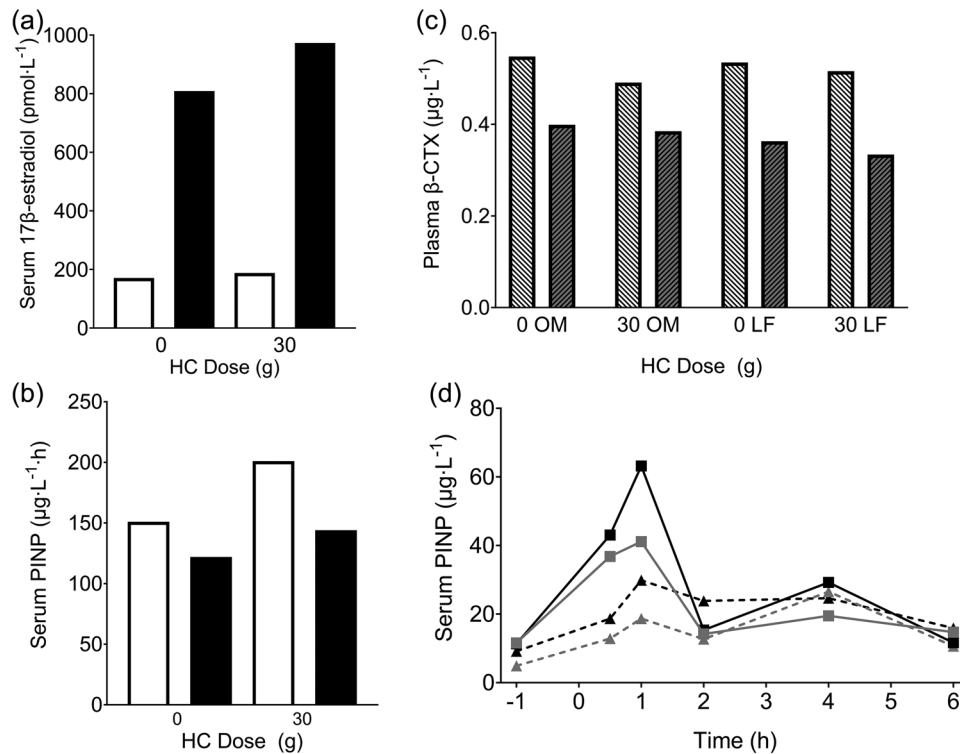 (a)
Serum 17β-estradiol (pmol·L⁻¹)
1000
800
600
400
200
0
0 30
HC Dose (g)
(c)
Plasma β-CTX (µg·L⁻¹)
0.6
0.4
0.2
0.0
0 OM 30 OM 0 LF 30 LF
HC Dose (g)
(b)
Serum PINP (µg·L⁻¹·h)
250
200
150
100
50
0
0 30
HC Dose (g)
(d)
Serum PINP (µg·L⁻¹)
80
60
40
20
0
-1 0 1 2 3 4 5 6
Time (h)